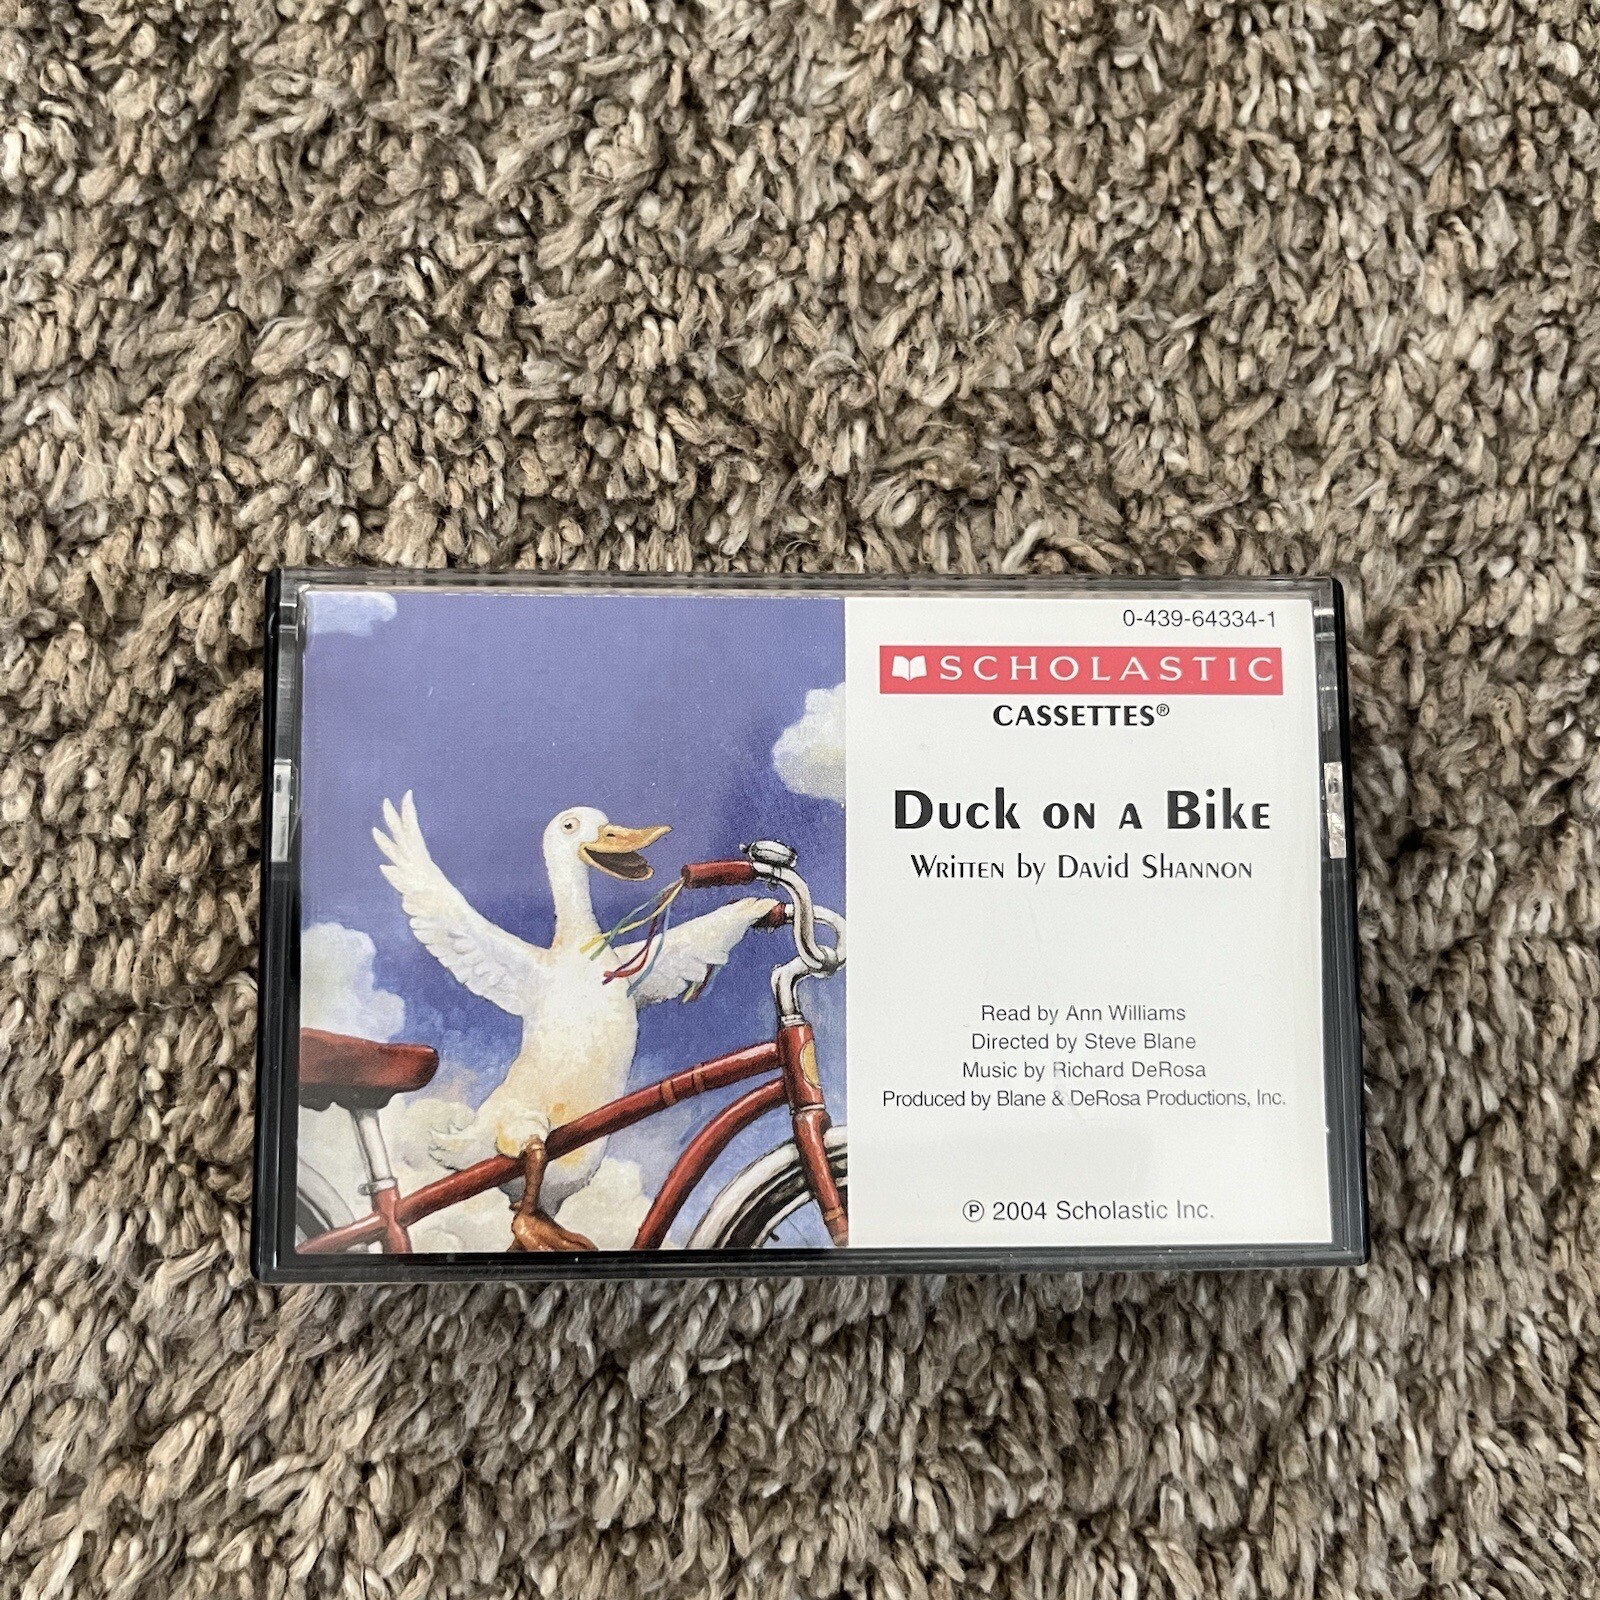 0-439-64334-1
SCHOLASTIC
CASSETTES®
Duck on a Bike
Written by David Shannon
Read by Ann Williams
Directed by Steve Blane
Music by Richard DeRosa
Produced by Blane & DeRosa Productions, Inc.
℗ 2004 Scholastic Inc.